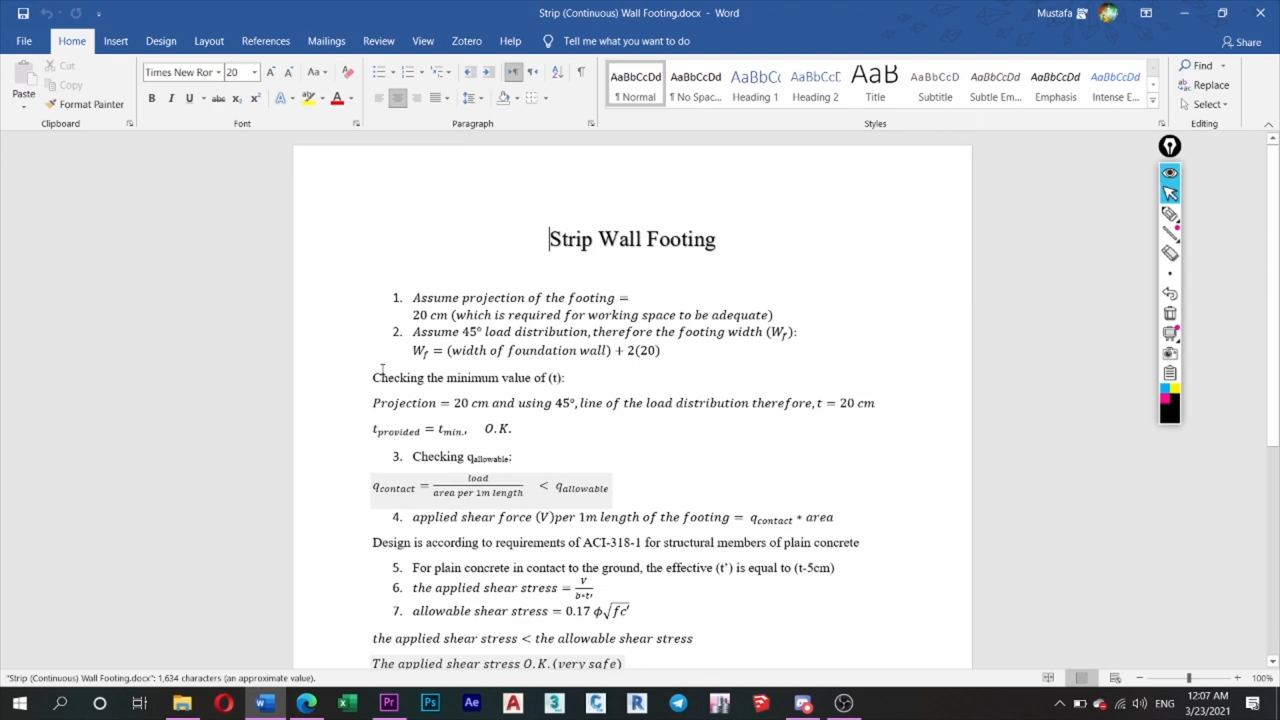 Strip (Continuous) Wall Footing.docx - Word
Mustafa
File Home Insert Design Layout References Mailings Review View Zotero Help Tell me what you want to do
Share
Paste
Cut
Copy
Format Painter
Clipboard
Times New Ror 20
Font
Paragraph
AaBbCcDd AaBbCcDd AaBbCc AaBbCcC AaB AaBbCcD AaBbCcDd AaBbCcDd AaBbCcDd
¶ Normal ¶ No Spac... Heading 1 Heading 2 Title Subtitle Subtle Em... Emphasis Intense E...
Styles
Find
Replace
Select
Editing
Strip Wall Footing
1. Assume projection of the footing =
20 cm (which is required for working space to be adequate)
2. Assume 45° load distribution, therefore the footing width (Wf):
Wf = (width of foundation wall) + 2(20)
Checking the minimum value of (t):
Projection = 20 cm and using 45°, line of the load distribution therefore, t = 20 cm
tprovided = tmin., O.K.
3. Checking qallowable:
qcontact = load / area per 1m length < qallowable
4. applied shear force (V)per 1m length of the footing = qcontact * area
Design is according to requirements of ACI-318-1 for structural members of plain concrete
5. For plain concrete in contact to the ground, the effective (t’) is equal to (t-5cm)
6. the applied shear stress = V / b*t′
7. allowable shear stress = 0.17 ϕ√fc′
the applied shear stress < the allowable shear stress
The applied shear stress O.K. (very safe)
"Strip (Continuous) Wall Footing.docx": 1,634 characters (an approximate value).
100%
ENG
12:07 AM
3/23/2021